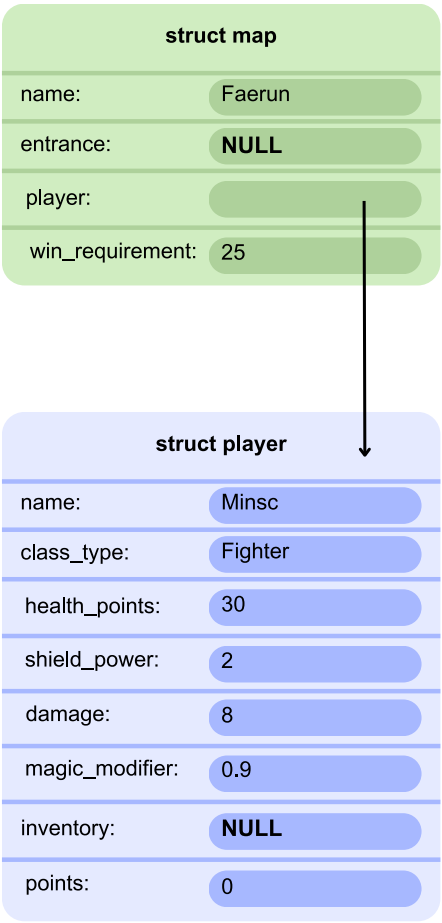 struct map
name: Faerun
entrance: NULL
player:
win_requirement: 25
struct player
name: Minsc
class_type: Fighter
health_points: 30
shield_power: 2
damage: 8
magic_modifier: 0.9
inventory: NULL
points: 0